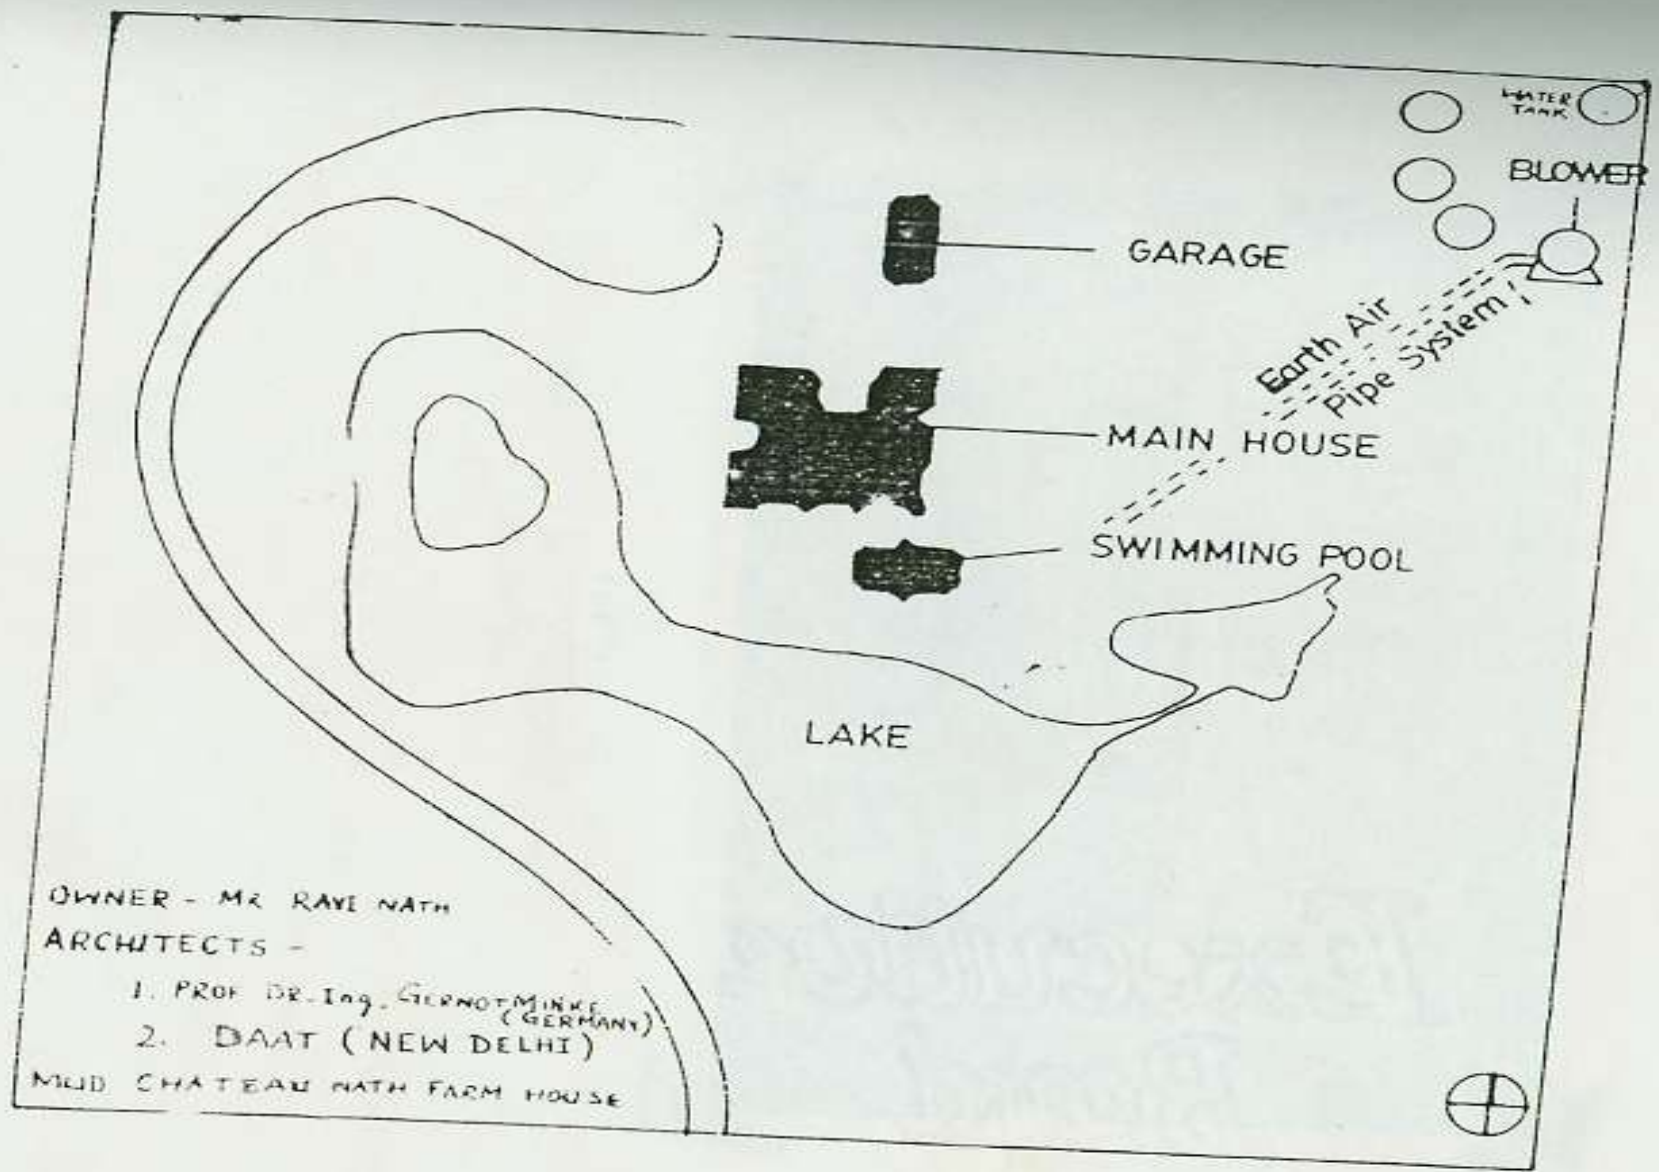 WATER
TANK
BLOWER
GARAGE
Earth Air
Pipe System
MAIN HOUSE
SWIMMING POOL
LAKE
OWNER - MR RAVI NATH
ARCHITECTS -
1. PROF DR-Ing. GERNOT MINKE
(GERMANY)
2. DAAT (NEW DELHI)
MUD CHATEAU NATH FARM HOUSE